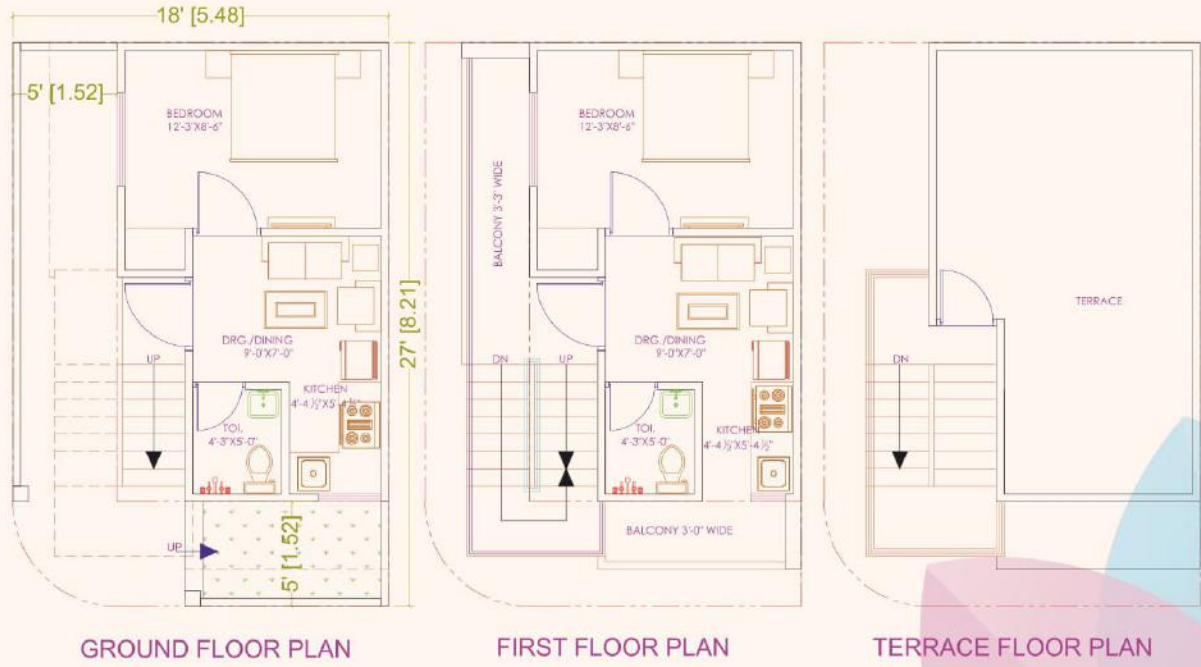 18' [5.48]
5' [1.52]
BEDROOM
12'-3"X8'-6"
27' [8.21]
DRG./DINING
9'-0"X7'-0"
UP
KITCHEN
TOI.
4'-3"X5'-0"
UP
5' [1.52]
GROUND FLOOR PLAN
BEDROOM
12'-3"X8'-6"
BALCONY 3'-3" WIDE
DRG./DINING
9'-0"X7'-0"
DN
UP
TOI.
4'-3"X5'-0"
KITCHEN
4'-4 ½"X5'-4 ½"
BALCONY 3'-0" WIDE
FIRST FLOOR PLAN
TERRACE
DN
TERRACE FLOOR PLAN